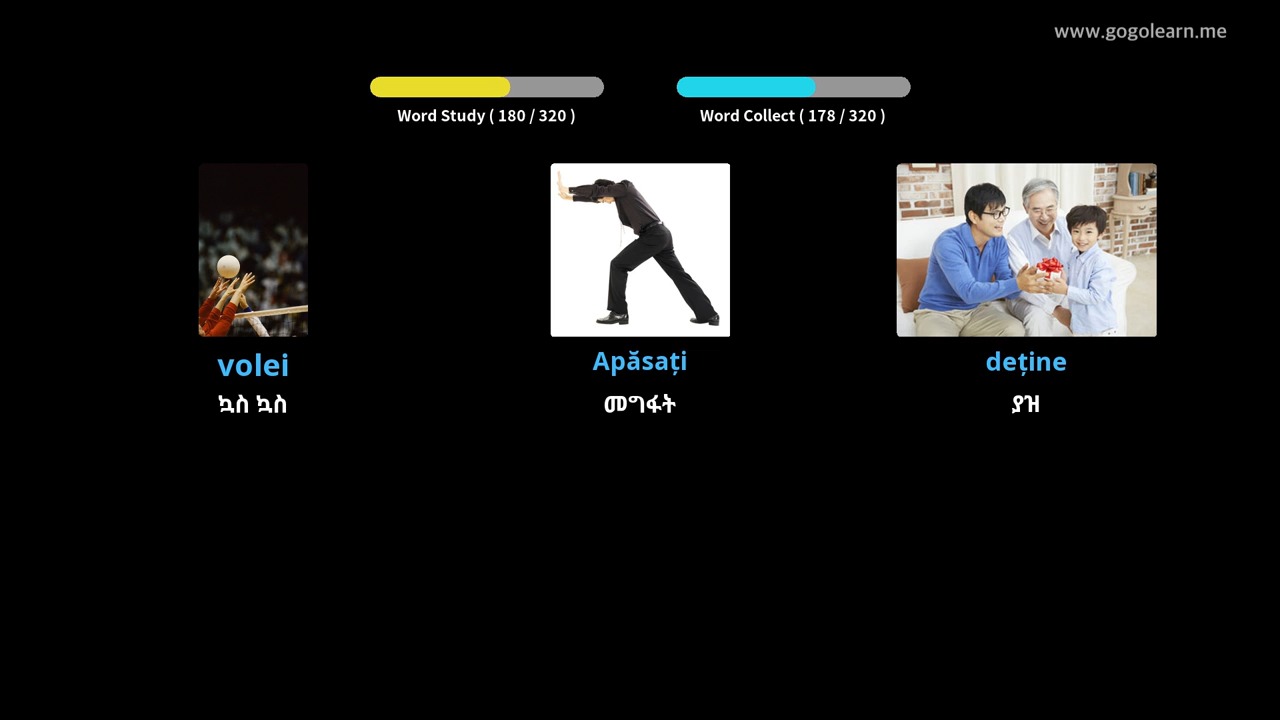 www.gogolearn.me
Word Study ( 180 / 320 )
Word Collect ( 178 / 320 )
volei
Apăsați
deține
ኳስ ኳስ
መግፋት
ያዝ